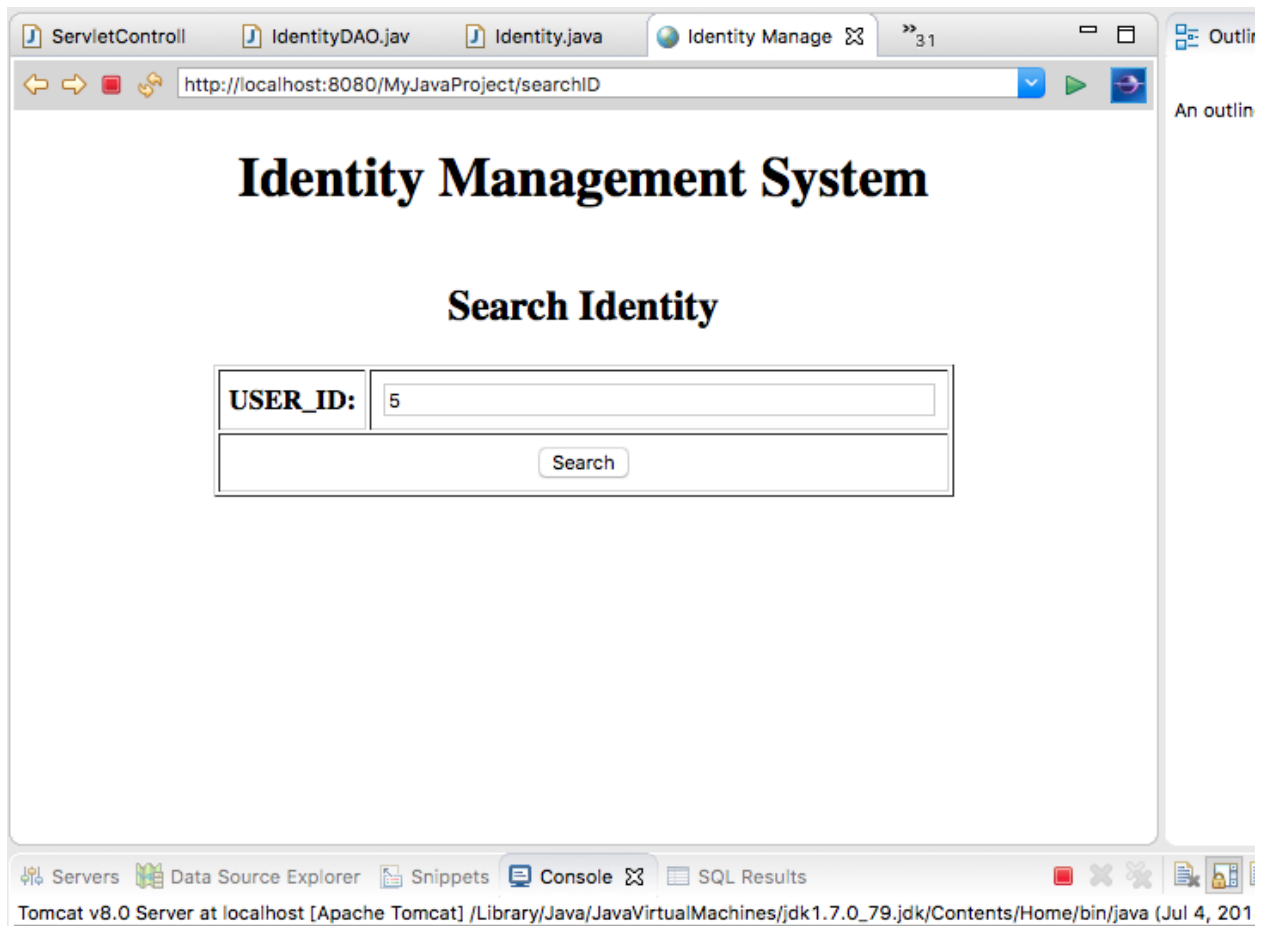 ServletControll IdentityDAO.jav Identity.java Identity Manage »31 Outlin
http://localhost:8080/MyJavaProject/searchID
An outlin
Identity Management System
Search Identity
USER_ID: 5
Search
Servers Data Source Explorer Snippets Console SQL Results
Tomcat v8.0 Server at localhost [Apache Tomcat] /Library/Java/JavaVirtualMachines/jdk1.7.0_79.jdk/Contents/Home/bin/java (Jul 4, 201